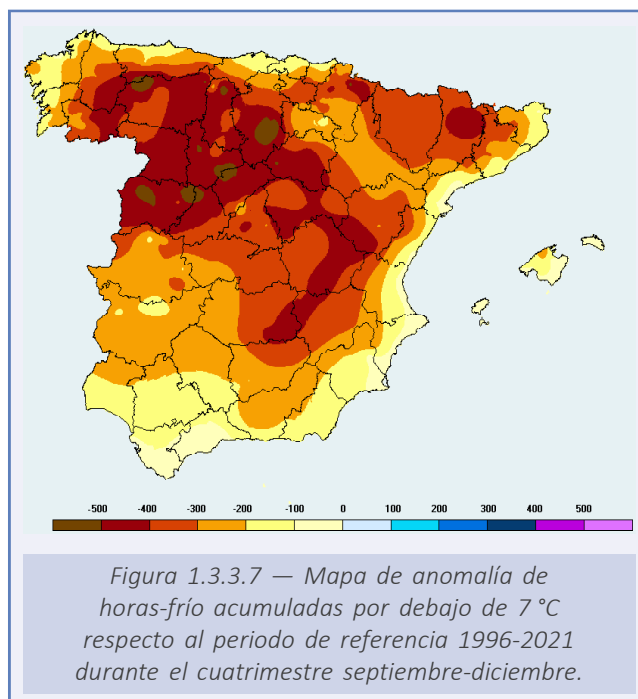 -500 -400 -300 -200 -100 0 100 200 300 400 500
Figura 1.3.3.7 — Mapa de anomalía de
horas-frío acumuladas por debajo de 7 °C
respecto al periodo de referencia 1996-2021
durante el cuatrimestre septiembre-diciembre.